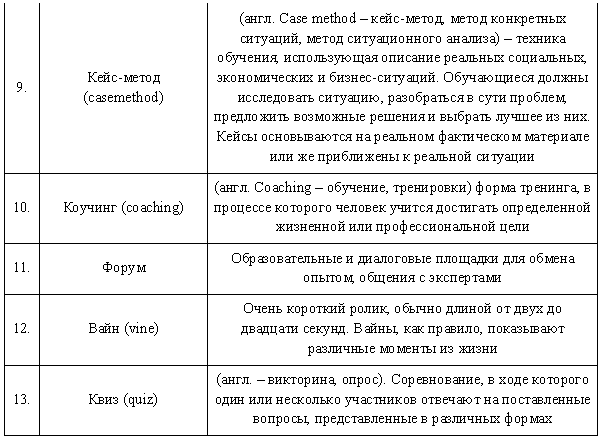 9.
Кейс-метод
(casemethod)
(англ. Case method – кейс-метод, метод конкретных
ситуаций, метод ситуационного анализа) – техника
обучения, использующая описание реальных социальных,
экономических и бизнес-ситуаций. Обучающиеся должны
исследовать ситуацию, разобраться в сути проблем,
предложить возможные решения и выбрать лучшее из них.
Кейсы основываются на реальном фактическом материале
или же приближены к реальной ситуации
10.
Коучинг (coaching)
(англ. Coaching – обучение, тренировки) форма тренинга, в
процессе которого человек учится достигать определенной
жизненной или профессиональной цели
11.
Форум
Образовательные и диалоговые площадки для обмена
опытом, общения с экспертами
12.
Вайн (vine)
Очень короткий ролик, обычно длиной от двух до
двадцати секунд. Вайны, как правило, показывают
различные моменты из жизни
13.
Квиз (quiz)
(англ. – викторина, опрос). Соревнование, в ходе которого
один или несколько участников отвечают на поставленные
вопросы, представленные в различных формах